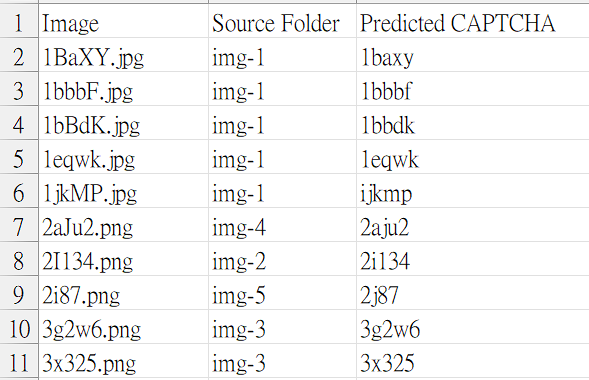 1 Image Source Folder Predicted CAPTCHA
2 1BaXY.jpg img-1 1baxy
3 1bbbF.jpg img-1 1bbbf
4 1bBdK.jpg img-1 1bbdk
5 1eqwk.jpg img-1 1eqwk
6 1jkMP.jpg img-1 ijkmp
7 2aJu2.png img-4 2aju2
8 2I134.png img-2 2i134
9 2i87.png img-5 2j87
10 3g2w6.png img-3 3g2w6
11 3x325.png img-3 3x325